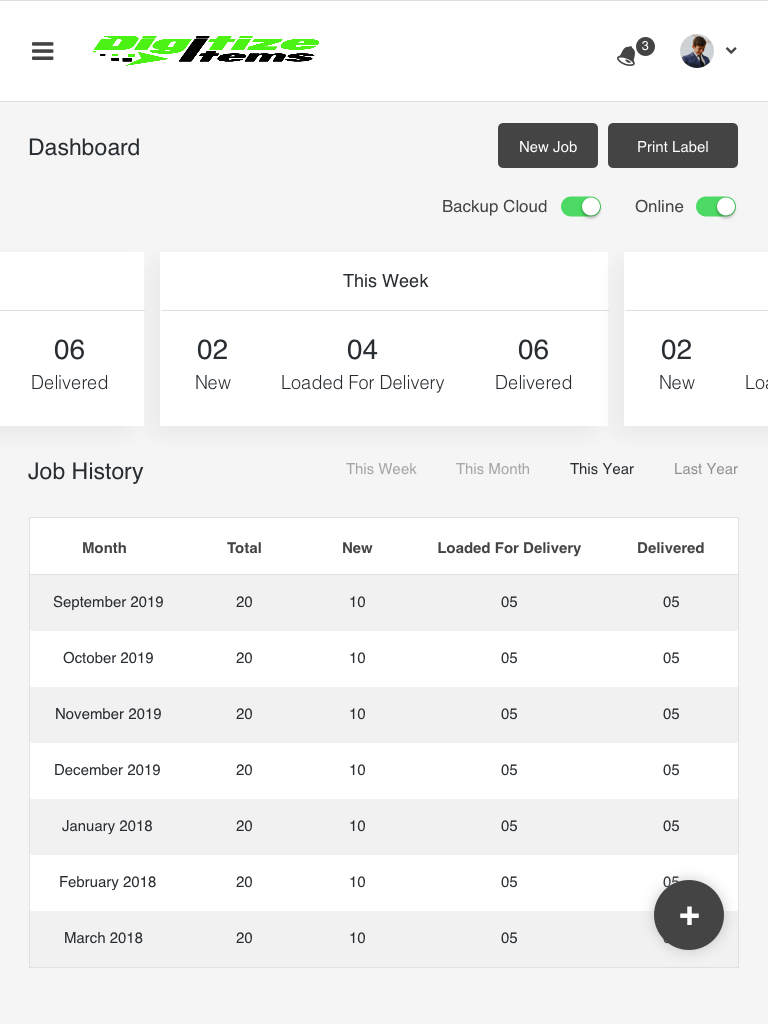 Digitize
Items
3
Dashboard
New Job
Print Label
Backup Cloud
Online
This Week
06
Delivered
02
New
04
Loaded For Delivery
06
Delivered
02
New
Loa
Job History
This Week This Month This Year Last Year
Month Total New Loaded For Delivery Delivered
September 2019 20 10 05 05
October 2019 20 10 05 05
November 2019 20 10 05 05
December 2019 20 10 05 05
January 2018 20 10 05 05
February 2018 20 10 05 05
March 2018 20 10 05